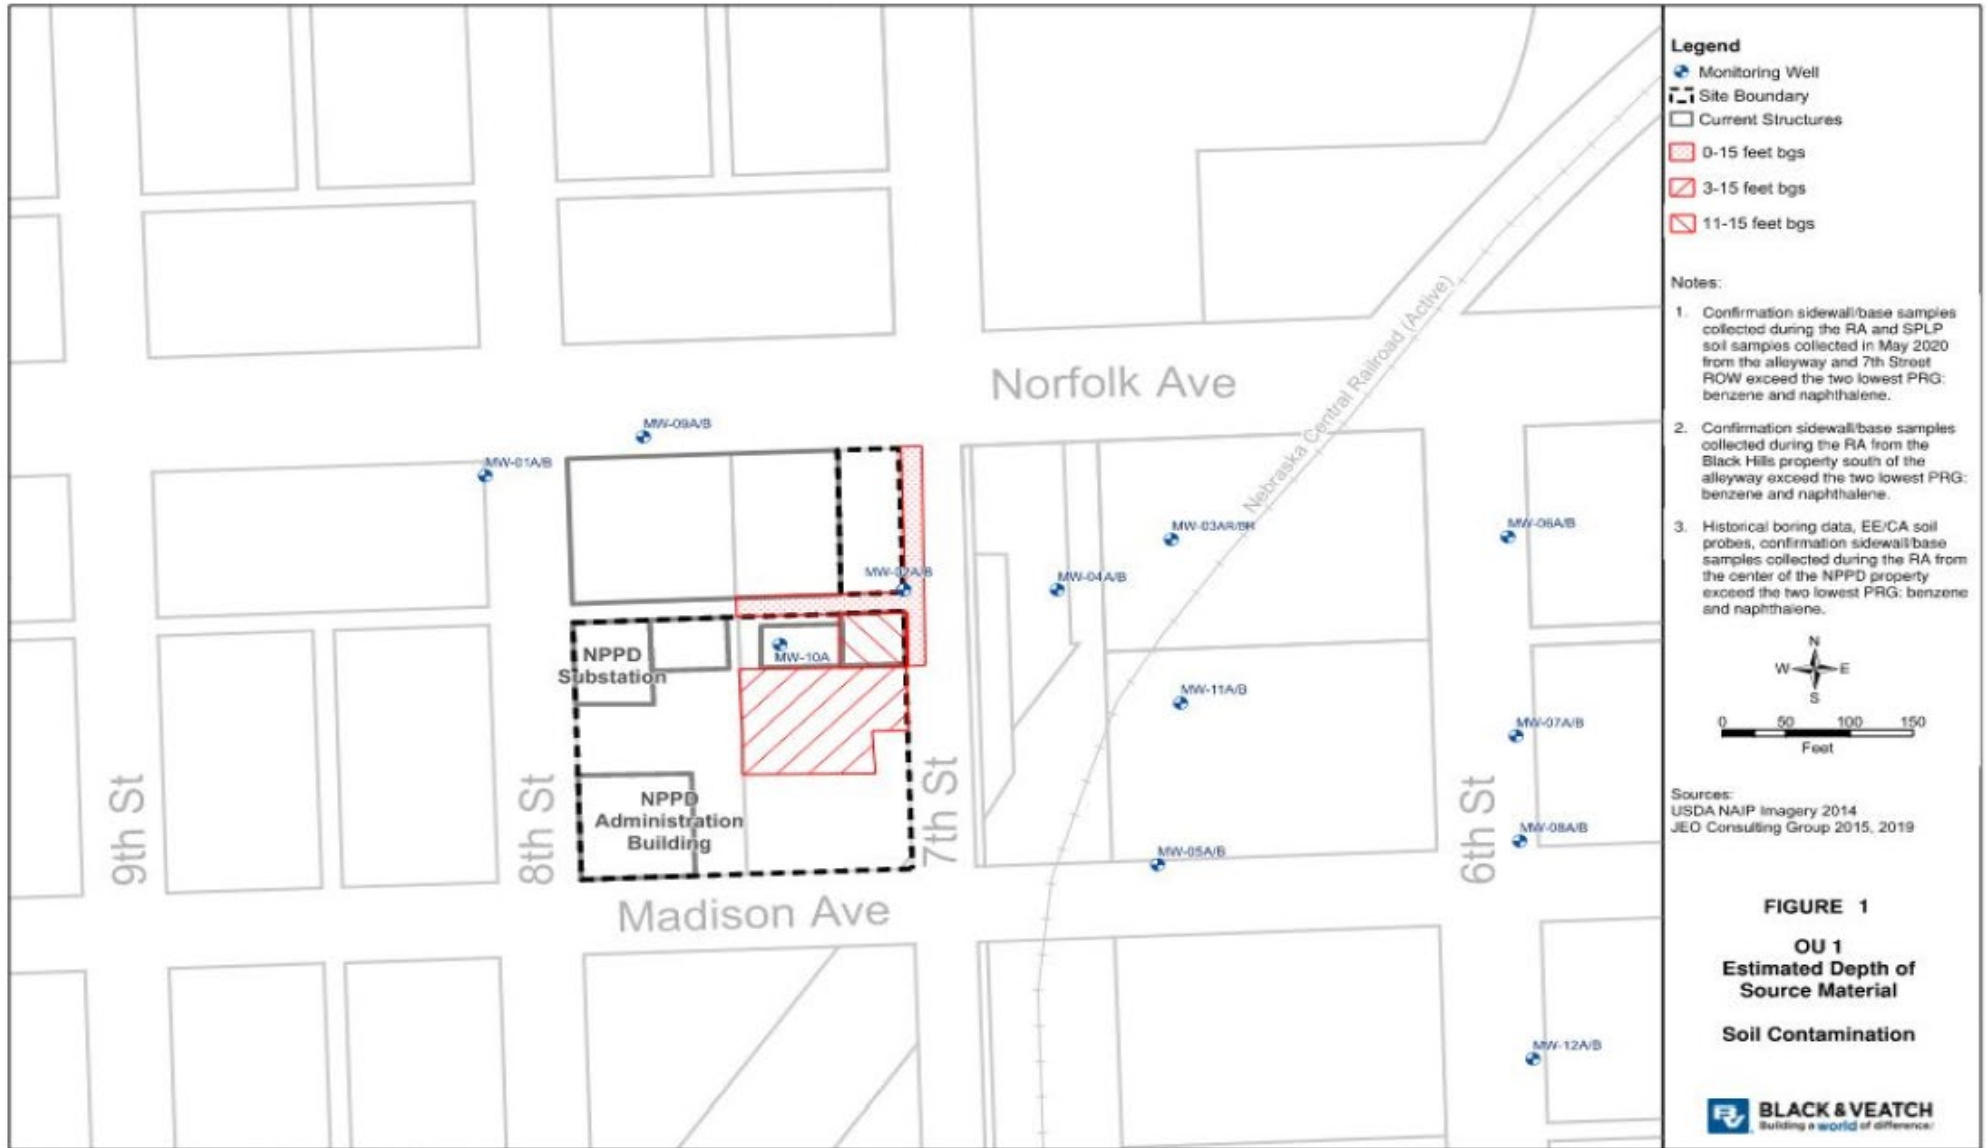 Norfolk Ave
Nebraska Central Railroad (Active)
MW-09A/B
MW-01A/B
MW-02A/B
MW-03AR/BR
MW-04A/B
MW-06A/B
MW-10A
MW-11A/B
MW-07A/B
MW-08A/B
MW-05A/B
MW-12A/B
NPPD
Substation
NPPD
Administration
Building
9th St
8th St
7th St
6th St
Madison Ave
Legend
Monitoring Well
Site Boundary
Current Structures
0-15 feet bgs
3-15 feet bgs
11-15 feet bgs
Notes:
1. Confirmation sidewall/base samples
collected during the RA and SPLP
soil samples collected in May 2020
from the alleyway and 7th Street
ROW exceed the two lowest PRG:
benzene and naphthalene.
2. Confirmation sidewall/base samples
collected during the RA from the
Black Hills property south of the
alleyway exceed the two lowest PRG:
benzene and naphthalene.
3. Historical boring data, EE/CA soil
probes, confirmation sidewall/base
samples collected during the RA from
the center of the NPPD property
exceed the two lowest PRG: benzene
and naphthalene.
N
W E
S
0 50 100 150
Feet
Sources:
USDA NAIP Imagery 2014
JEO Consulting Group 2015, 2019
FIGURE 1
OU 1
Estimated Depth of
Source Material
Soil Contamination
BV BLACK & VEATCH
Building a world of difference.